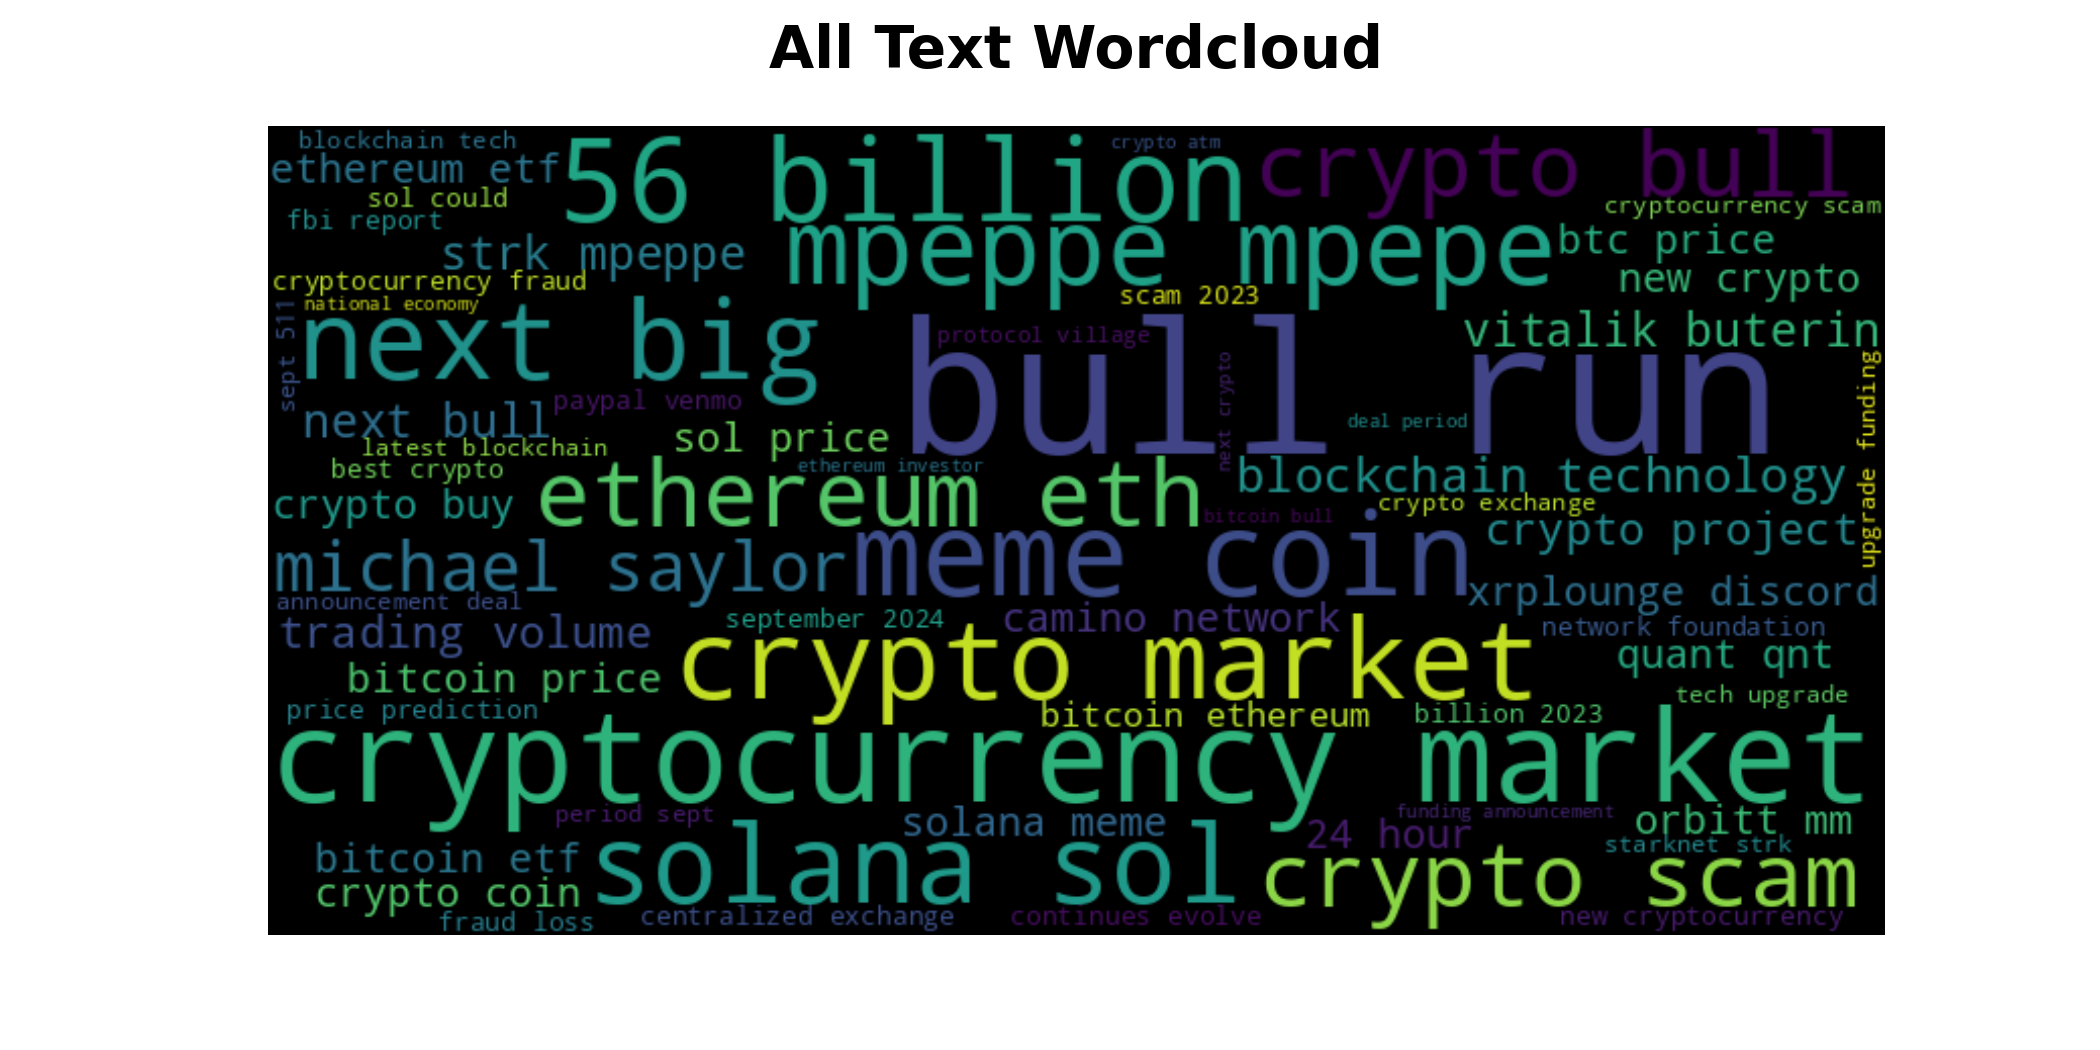 All Text Wordcloud
blockchain tech
56 billion
crypto atm
crypto bull
ethereum etf
sol could
cryptocurrency scam
fbi report
strk mpeppe
mpeppe mpepe
btc price
new crypto
cryptocurrency fraud
national economy
scam 2023
sept 511
next big
protocol village
bull run
vitalik buterin
upgrade funding
next crypto
paypal venmo
next bull
deal period
sol price
latest blockchain
best crypto
ethereum investor
ethereum eth
blockchain technology
crypto buy
crypto exchange
bitcoin bull
crypto project
michael saylor
meme coin
xrplounge discord
announcement deal
september 2024
camino network
trading volume
network foundation
crypto market
quant qnt
bitcoin price
tech upgrade
price prediction
bitcoin ethereum
billion 2023
cryptocurrency market
period sept
funding announcement
solana meme
24 hour
orbitt mm
starknet strk
bitcoin etf
solana sol
crypto scam
crypto coin
fraud loss
centralized exchange
continues evolve
new cryptocurrency